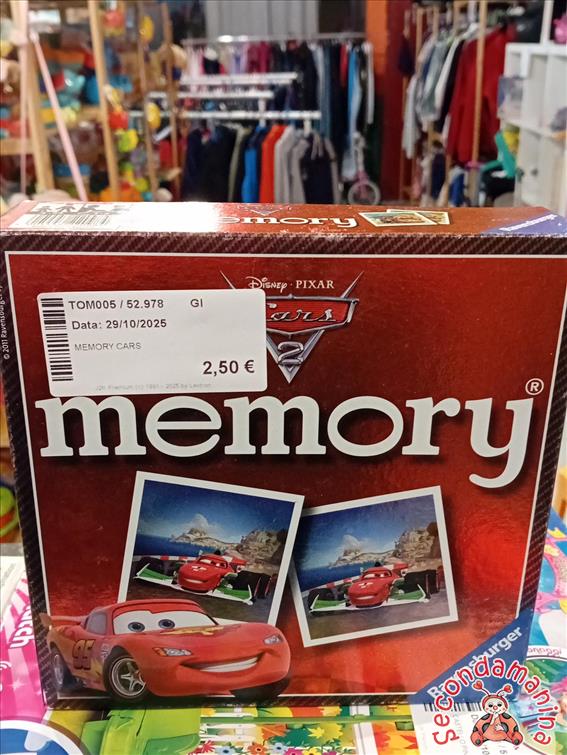 memory
Ravensburger
© 2011 Ravensburger
Disney · PIXAR
Cars
2
TOM005 / 52.978 GI
Data: 29/10/2025
MEMORY CARS
2,50 €
memory®
95
Ravensburger
Secondamanina